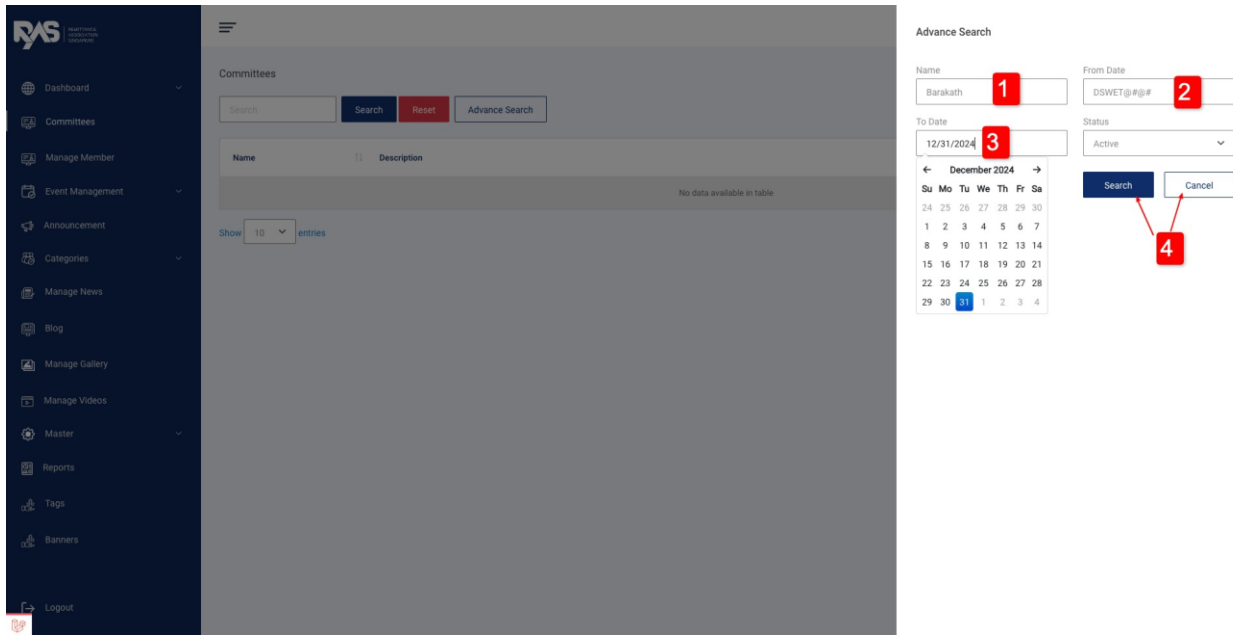 RAS REMITTANCE ASSOCIATION SINGAPORE
Dashboard
Committees
Manage Member
Event Management
Announcement
Categories
Manage News
Blog
Manage Gallery
Manage Videos
Master
Reports
Tags
Banners
Logout
Committees
Search Search Reset Advance Search
Name Description
No data available in table
Show 10 entries
Advance Search
Name From Date
Barakath 1 DSWET@#@# 2
To Date Status
12/31/2024 3 Active
December 2024
Su Mo Tu We Th Fr Sa
24 25 26 27 28 29 30
1 2 3 4 5 6 7
8 9 10 11 12 13 14
15 16 17 18 19 20 21
22 23 24 25 26 27 28
29 30 31 1 2 3 4
Search Cancel
4